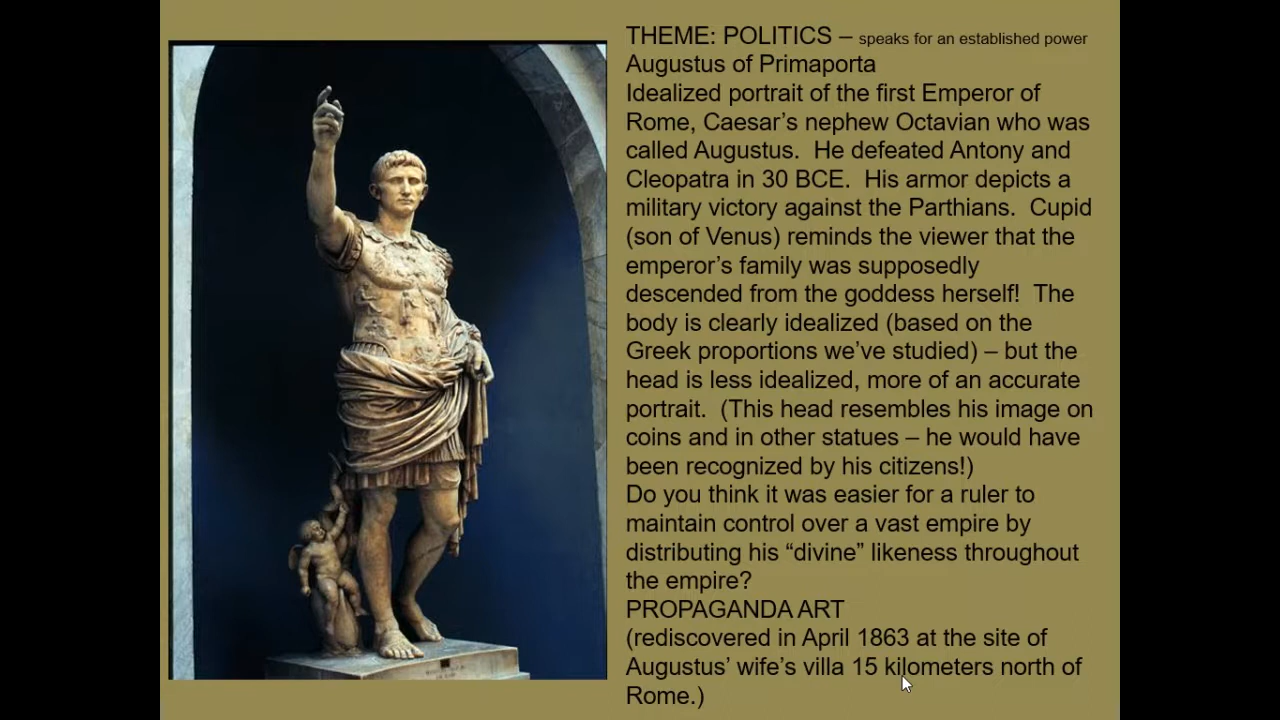 THEME: POLITICS – speaks for an established power
Augustus of Primaporta
Idealized portrait of the first Emperor of
Rome, Caesar’s nephew Octavian who was
called Augustus.  He defeated Antony and
Cleopatra in 30 BCE.  His armor depicts a
military victory against the Parthians.  Cupid
(son of Venus) reminds the viewer that the
emperor’s family was supposedly
descended from the goddess herself!  The
body is clearly idealized (based on the
Greek proportions we’ve studied) – but the
head is less idealized, more of an accurate
portrait.  (This head resembles his image on
coins and in other statues – he would have
been recognized by his citizens!)
Do you think it was easier for a ruler to
maintain control over a vast empire by
distributing his “divine” likeness throughout
the empire?
PROPAGANDA ART
(rediscovered in April 1863 at the site of
Augustus’ wife’s villa 15 kilometers north of
Rome.)